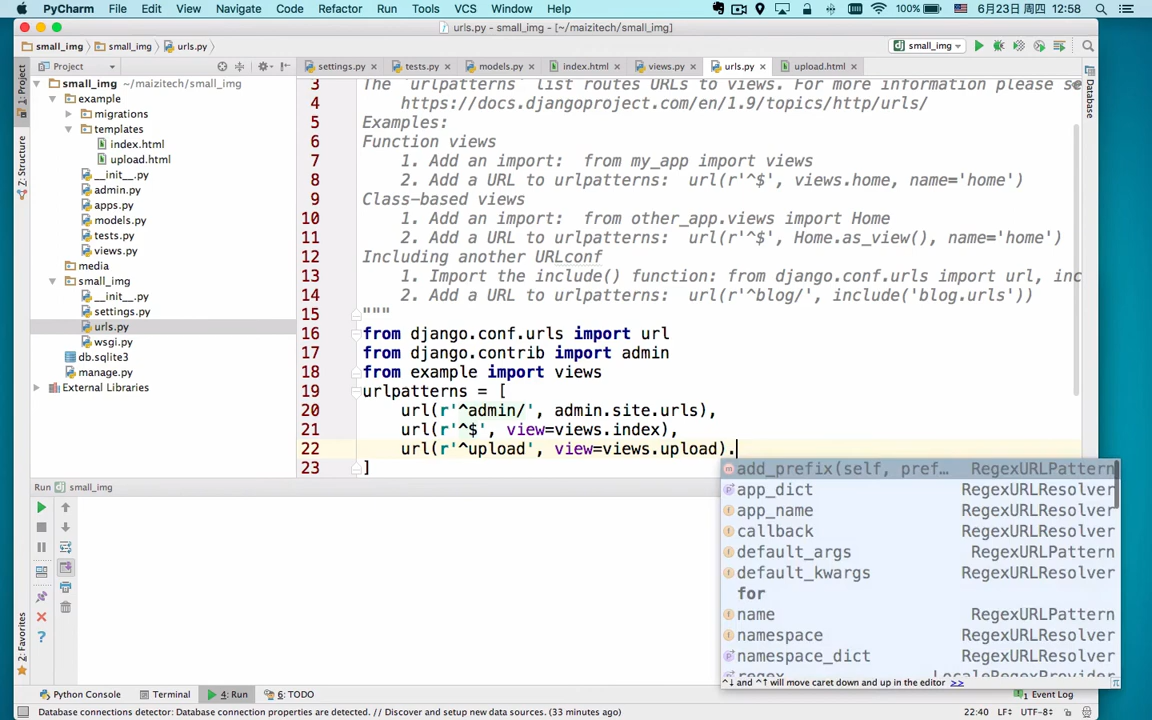 PyCharm File Edit View Navigate Code Refactor Run Tools VCS Window Help 100% 6月23日 周四 12:58
urls.py - small_img - [~/maizitech/small_img]
small_img small_img urls.py small_img
Project settings.py tests.py models.py index.html views.py urls.py upload.html
1: Project
Z: Structure
2: Favorites
Database
small_img (~/maizitech/small_img)
example
migrations
templates
index.html
upload.html
__init__.py
admin.py
apps.py
models.py
tests.py
views.py
media
small_img
__init__.py
settings.py
urls.py
wsgi.py
db.sqlite3
manage.py
External Libraries
3 The `urlpatterns` list routes URLs to views. For more information please se
4 https://docs.djangoproject.com/en/1.9/topics/http/urls/
5 Examples:
6 Function views
7 1. Add an import:  from my_app import views
8 2. Add a URL to urlpatterns:  url(r'^$', views.home, name='home')
9 Class-based views
10 1. Add an import:  from other_app.views import Home
11 2. Add a URL to urlpatterns:  url(r'^$', Home.as_view(), name='home')
12 Including another URLconf
13 1. Import the include() function: from django.conf.urls import url, inc
14 2. Add a URL to urlpatterns:  url(r'^blog/', include('blog.urls'))
15 """
16 from django.conf.urls import url
17 from django.contrib import admin
18 from example import views
19 urlpatterns = [
20 url(r'^admin/', admin.site.urls),
21 url(r'^$', view=views.index),
22 url(r'^upload', view=views.upload).
23 ]
add_prefix(self, pref… RegexURLPattern
app_dict RegexURLResolver
app_name RegexURLResolver
callback RegexURLResolver
default_args RegexURLPattern
default_kwargs RegexURLResolver
for
name RegexURLPattern
namespace RegexURLResolver
namespace_dict RegexURLResolver
regex LocaleRegexProvider
^↓ and ^↑ will move caret down and up in the editor >>
Run small_img
Python Console Terminal 4: Run 6: TODO 1 Event Log
Database connections detector: Database connection properties are detected. // Discover and setup new data sources. (33 minutes ago) 22:40 LF÷ UTF-8÷